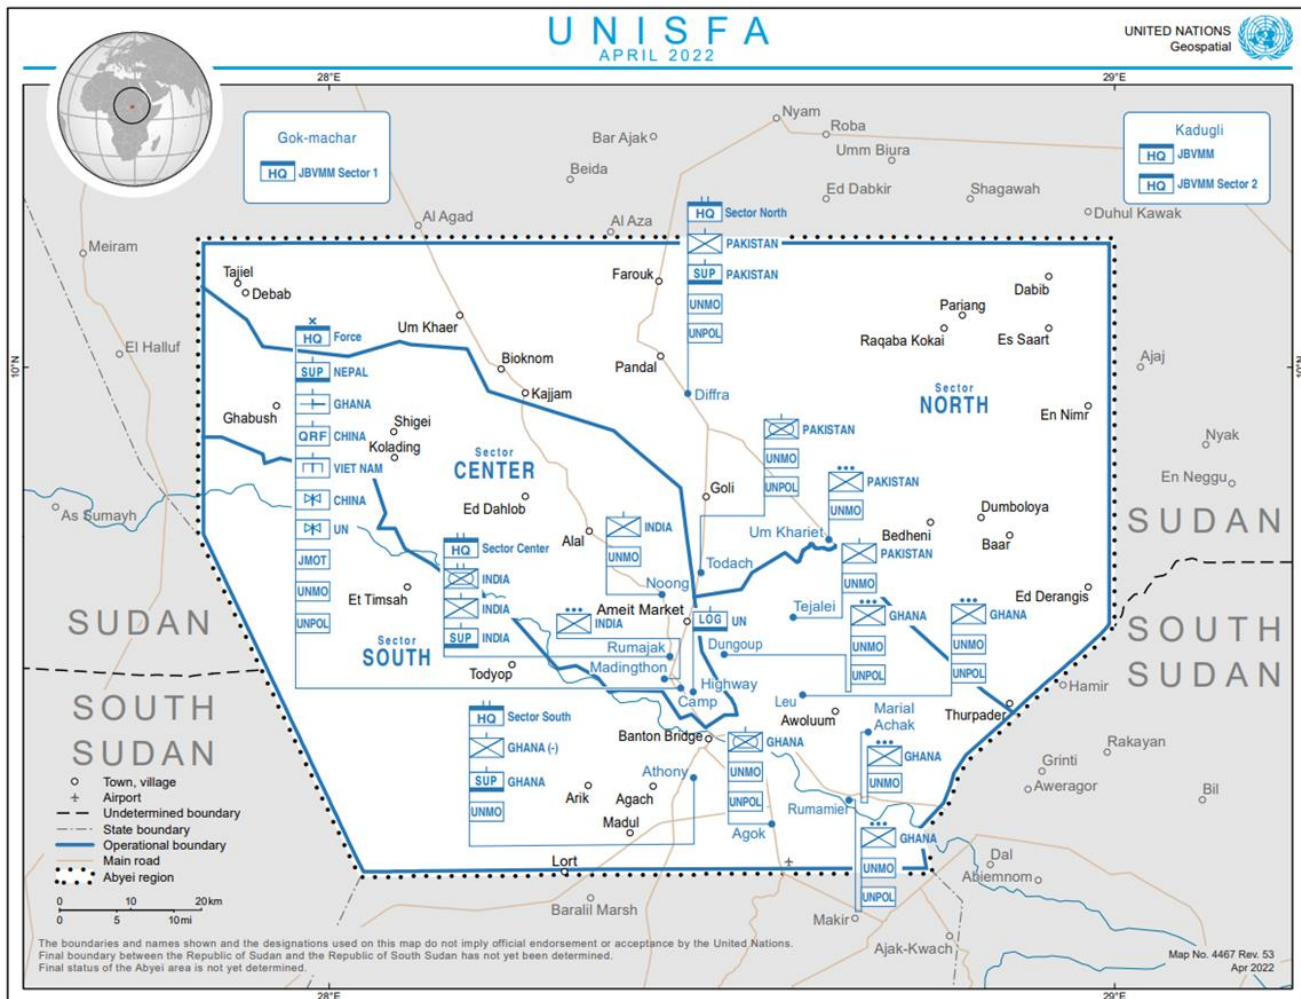 UNISFA
APRIL 2022
UNITED NATIONS
Geospatial
28°E
29°E
Gok-machar
HQ JBVMM Sector 1
Kadugli
HQ JBVMM
HQ JBVMM Sector 2
Nyam
Roba
Bar Ajak
Umm Biura
Beida
Ed Dabkir
Shagawah
Duhul Kawak
Al Agad
Al Aza
Meiram
El Halluf
As Sumayh
Ajaj
Nyak
En Neggu
Hamir
Rakayan
Grinti
Aweragor
Bil
Dal
Abiemnom
Makir
Ajak-Kwach
Baralil Marsh
10°N
10°N
HQ Sector North
PAKISTAN
SUP PAKISTAN
UNMO
UNPOL
Diffra
Tajiel
Debab
Um Khaer
Farouk
Pandal
Bioknom
Kajjam
Dabib
Pariang
Raqaba Kokai
Es Saart
En Nimr
Sector
NORTH
HQ Force
SUP NEPAL
GHANA
QRF CHINA
VIET NAM
CHINA
UN
JMOT
UNMO
UNPOL
Ghabush
Shigei
Kolading
Sector
CENTER
Ed Dahlob
Alal
Goli
PAKISTAN
UNMO
UNPOL
Todach
PAKISTAN
UNMO
Um Khariet
PAKISTAN
UNMO
Tejalei
Dumboloya
Bedheni
Baar
Ed Derangis
INDIA
UNMO
Noong
HQ Sector Center
INDIA
INDIA
SUP INDIA
INDIA
Ameit Market
LOG UN
Rumajak
Madingthon
Highway
Camp
Dungoup
GHANA
UNMO
UNPOL
GHANA
UNMO
UNPOL
Leu
Awoluum
Thurpader
Marial
Achak
GHANA
UNMO
Et Timsah
Sector
SOUTH
Todyop
HQ Sector South
GHANA (-)
SUP GHANA
UNMO
Banton Bridge
Athony
Arik
Agach
Madul
Lort
GHANA
UNMO
UNPOL
Agok
Rumamier
GHANA
UNMO
UNPOL
SUDAN
SOUTH
SUDAN
SUDAN
SOUTH
SUDAN
Town, village
Airport
Undetermined boundary
State boundary
Operational boundary
Main road
Abyei region
0 10 20 km
0 5 10 mi
The boundaries and names shown and the designations used on this map do not imply official endorsement or acceptance by the United Nations.
Final boundary between the Republic of Sudan and the Republic of South Sudan has not yet been determined.
Final status of the Abyei area is not yet determined.
Map No. 4467 Rev. 53
Apr 2022
28°E
29°E